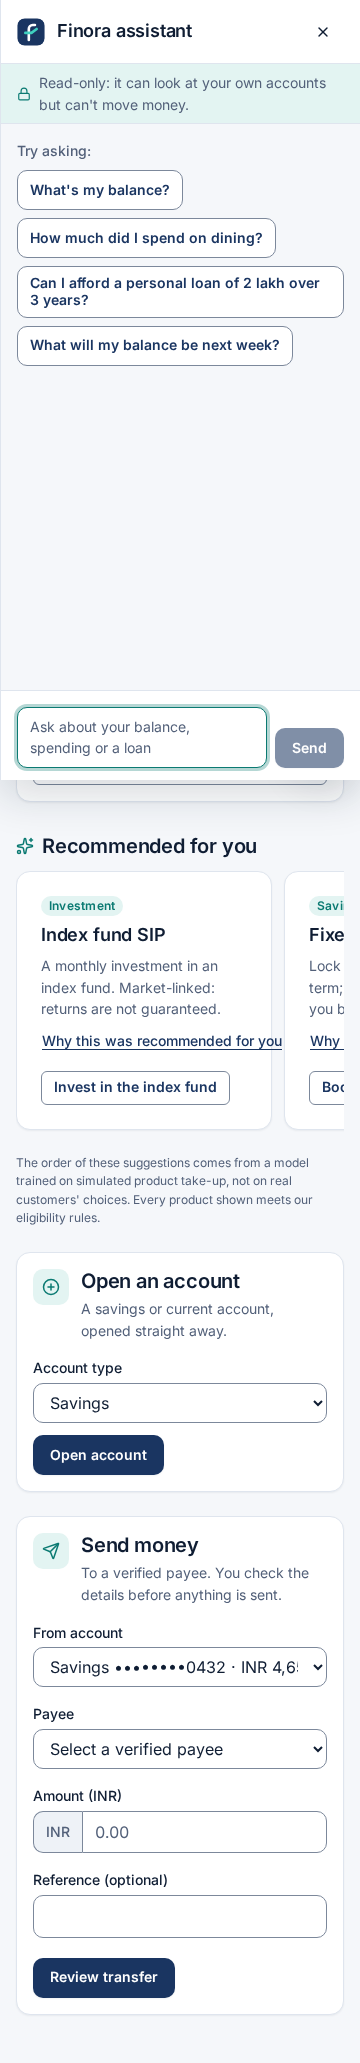 Finora assistant
Read-only: it can look at your own accounts
but can't move money.
Try asking:
What's my balance?
How much did I spend on dining?
Can I afford a personal loan of 2 lakh over
3 years?
What will my balance be next week?
Ask about your balance,
spending or a loan
Send
Recommended for you
Investment
Index fund SIP
A monthly investment in an
index fund. Market-linked:
returns are not guaranteed.
Why this was recommended for you
Invest in the index fund
Fixe
Lock
term;
you b
Why
The order of these suggestions comes from a model
trained on simulated product take-up, not on real
customers' choices. Every product shown meets our
eligibility rules.
Open an account
A savings or current account,
opened straight away.
Account type
Savings
Open account
Send money
To a verified payee. You check the
details before anything is sent.
From account
Savings ••••••••0432 · INR 4,6
Payee
Select a verified payee
Amount (INR)
INR
0.00
Reference (optional)
Review transfer